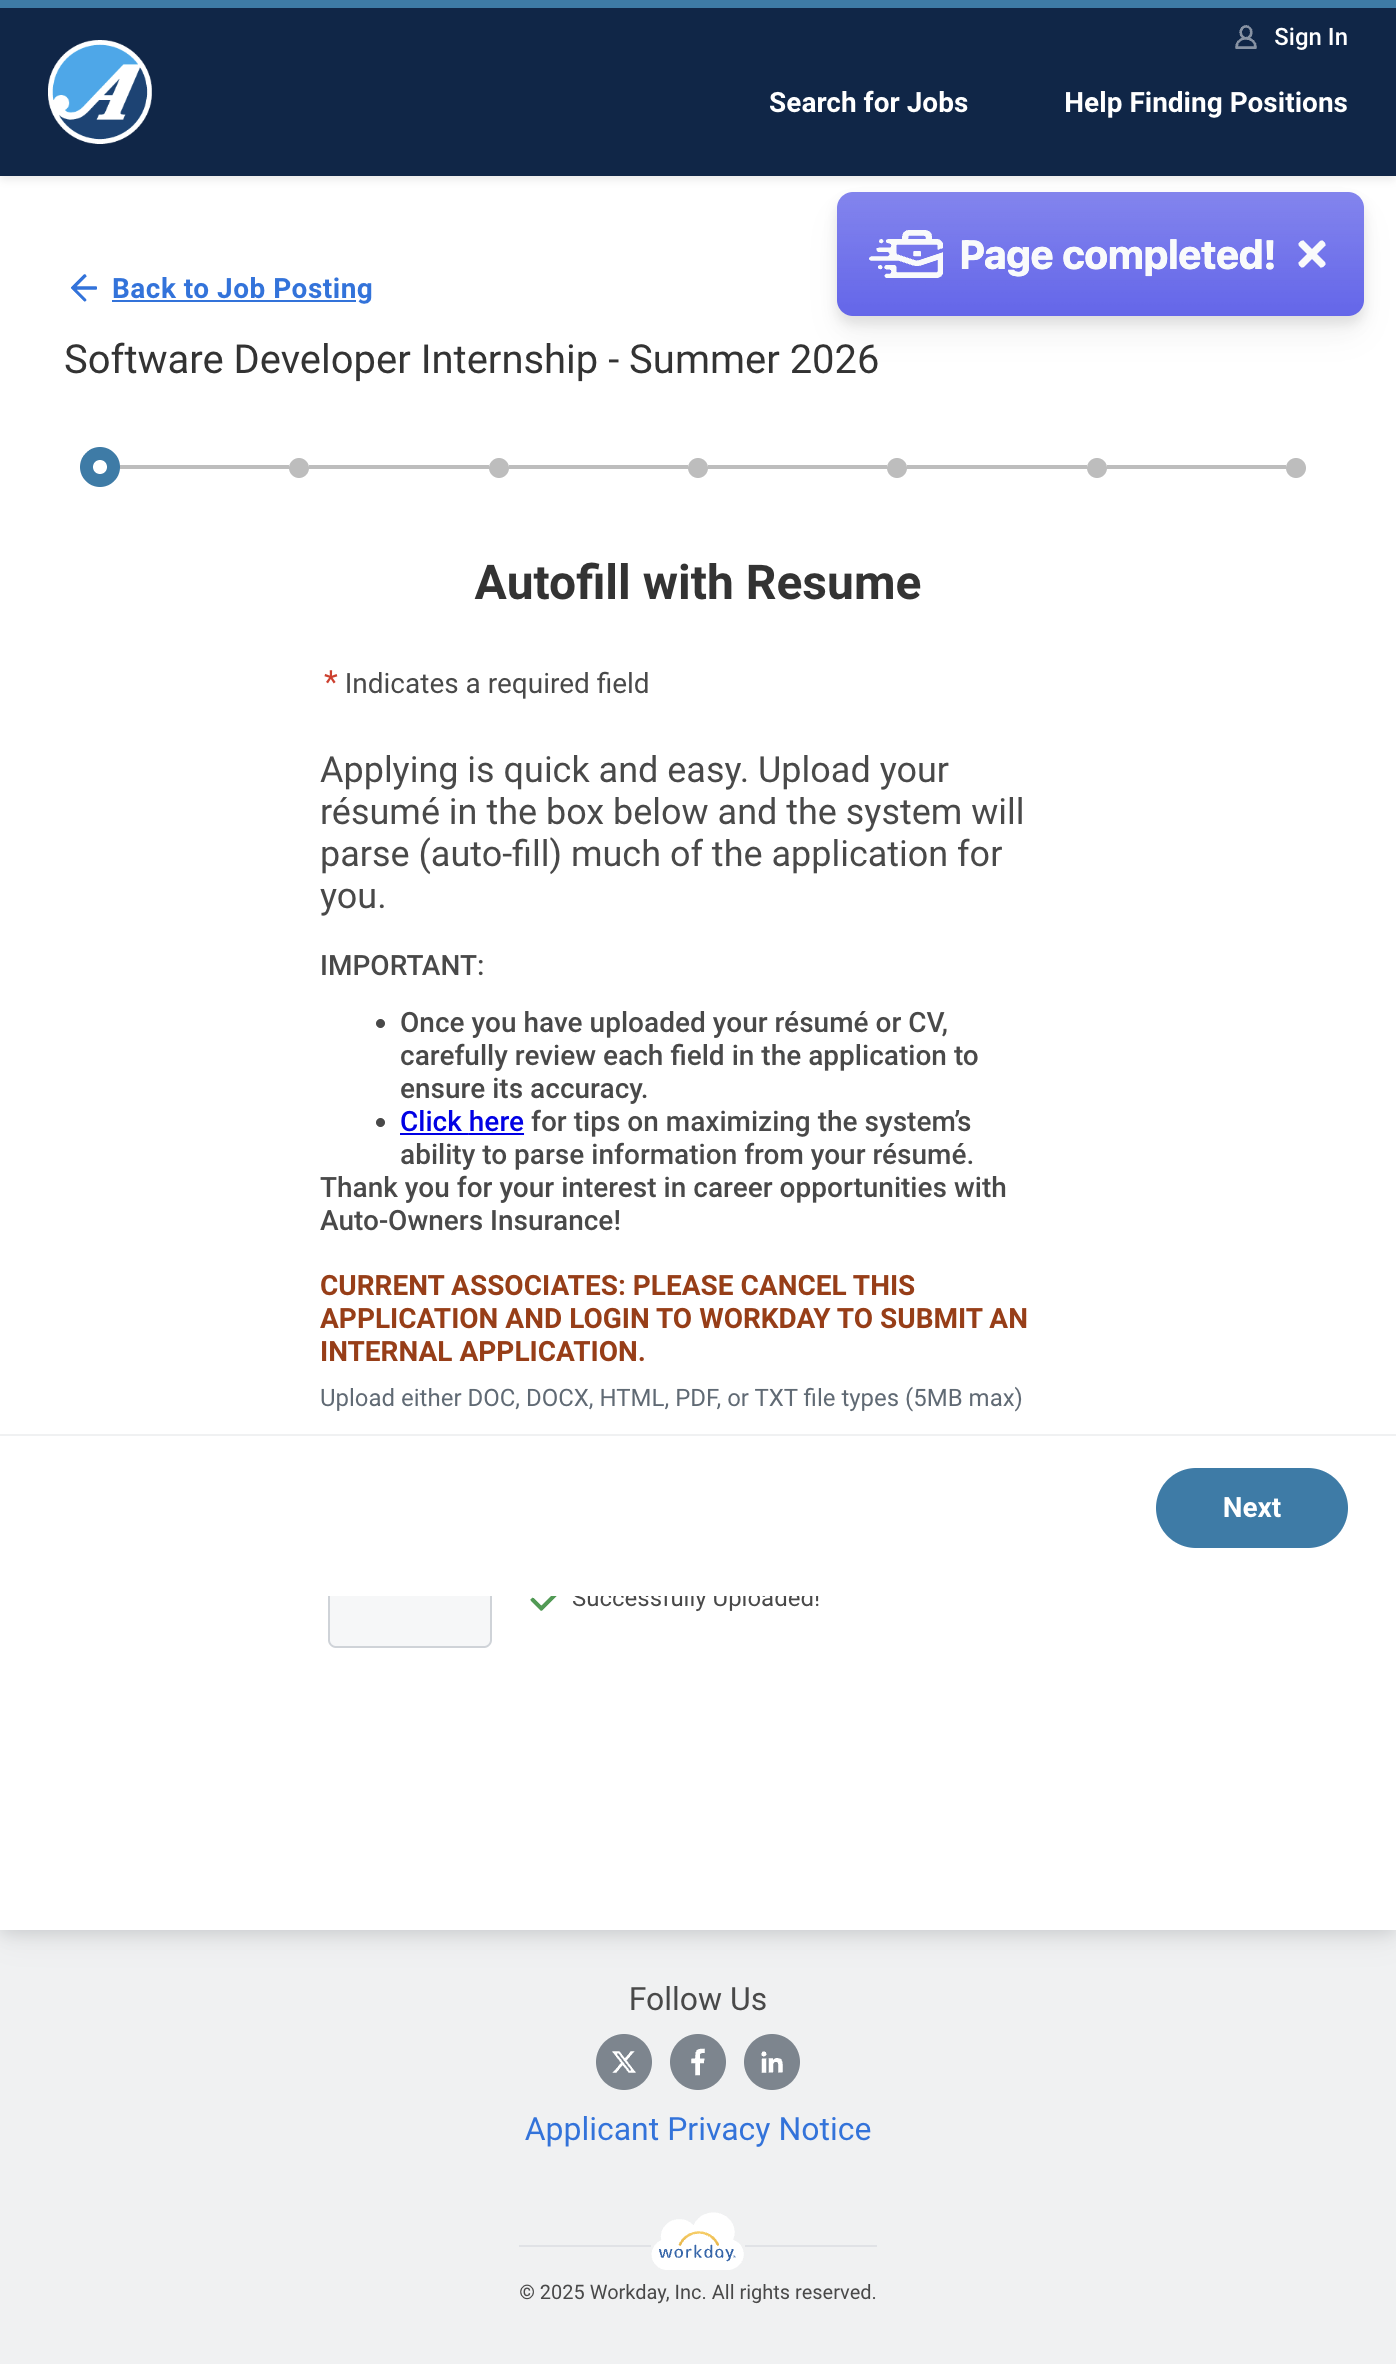 Sign In
Search for Jobs
Help Finding Positions
Page completed!
Back to Job Posting
Software Developer Internship - Summer 2026
Autofill with Resume
* Indicates a required field
Applying is quick and easy. Upload your
résumé in the box below and the system will
parse (auto-fill) much of the application for
you.
IMPORTANT:
• Once you have uploaded your résumé or CV,
carefully review each field in the application to
ensure its accuracy.
• Click here for tips on maximizing the system’s
ability to parse information from your résumé.
Thank you for your interest in career opportunities with
Auto-Owners Insurance!
CURRENT ASSOCIATES: PLEASE CANCEL THIS
APPLICATION AND LOGIN TO WORKDAY TO SUBMIT AN
INTERNAL APPLICATION.
Upload either DOC, DOCX, HTML, PDF, or TXT file types (5MB max)
Next
Successfully Uploaded!
Follow Us
Applicant Privacy Notice
workday.
© 2025 Workday, Inc. All rights reserved.